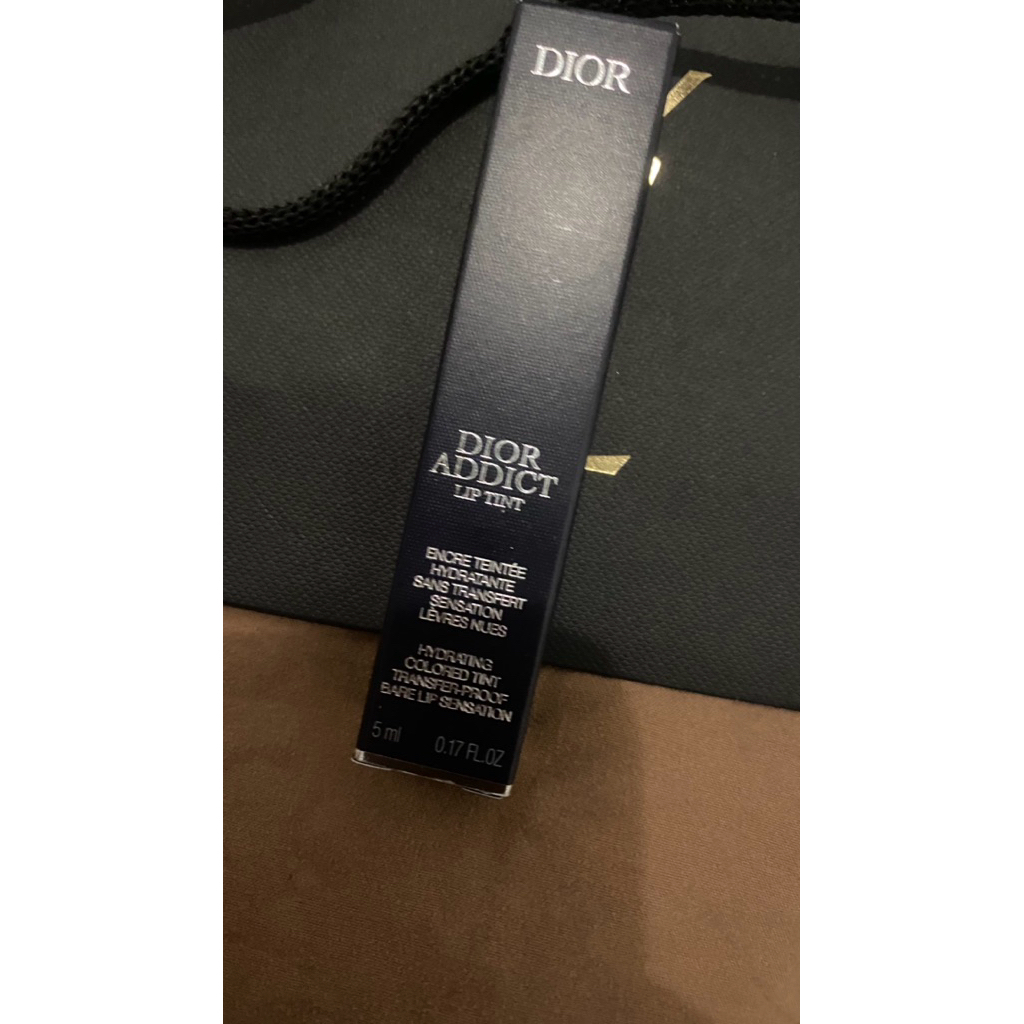 DIOR
DIOR
ADDICT
LIP TINT
ENCRE TEINTÉE
HYDRATANTE
SANS TRANSFERT
SENSATION
LÈVRES NUES
HYDRATING
COLORED TINT
TRANSFER-PROOF
BARE LIP SENSATION
5 ml 0.17 FL.OZ